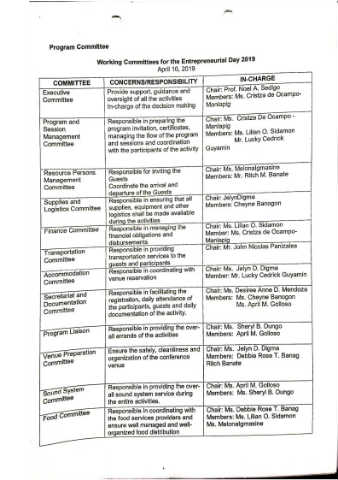 Program Committee
Working Committees for the Entrepreneurial Day 2019
April 16, 2019
COMMITTEE CONCERNS/RESPONSIBILITY IN-CHARGE
Executive Committee
Provide support, guidance and
oversight of all the activities
In-charge of the decision making
Chair: Prof. Noel A. Sedigo
Members: Ms. Cristza De Ocampo-
Manlapig
Program and
Session
Management
Committee
Responsible in preparing the
program invitation, certificates,
managing the flow of the program
and sessions and coordination
with the participants of the activity
Chair: Ms. Cristza De Ocampo -
Manlapig
Members: Ms. Lilian O. Sidamon
Mr. Lucky Cedrick
Guyamin
Resource Persons
Management
Committee
Responsible for inviting the
Guests
Coordinate the arrival and
departure of the Guests
Chair: Ms. Melonalgmasine
Members: Mr. Ritch M. Banate
Supplies and
Logistics Committee
Responsible in ensuring that all
supplies, equipment and other
logistics shall be made available
during the activities
Chair: JelynDigma
Members: Cheyne Banogon
Finance Committee
Responsible in managing the
financial obligations and
disbursements
Chair: Ms. Lilian O. Sidamon
Member: Ms. Cristza De Ocampo-
Manlapig
Transportation
Committee
Responsible in providing
transportation services to the
guests and participants
Chair: Mr. John Nicolas Panizales
Accommodation
Committee
Responsible in coordinating with
venue reservation
Chair: Ms. Jelyn D. Digma
Member: Mr. Lucky Cedrick Guyamin
Secretariat and
Documentation
Committee
Responsible in facilitating the
registration, daily attendance of
the participants, guests and daily
documentation of the activity.
Chair: Ms. Desiree Anne D. Mendoza
Members: Ms. Cheyne Banogon
Ms. April M. Golloso
Program Liaison
Responsible in providing the over-
all errands of the activities
Chair: Ms. Sheryl B. Dungo
Members: April M. Golloso
Venue Preparation
Committee
Ensure the safety, cleanliness and
organization of the conference
venue
Chair: Ms. Jelyn D. Digma
Members: Debbie Rose T. Banag
Ritch Banate
Sound System
Committee
Responsible in providing the over-
all sound system service during
the entire activities.
Chair: Ms. April M. Golloso
Members: Ms. Sheryl B. Dungo
Food Committee
Responsible in coordinating with
the food services providers and
ensure well managed and well-
organized food distribution
Chair: Ms. Debbie Rose T. Banag
Members: Ms. Lilian O. Sidamon
Ms. Melonalgmasine